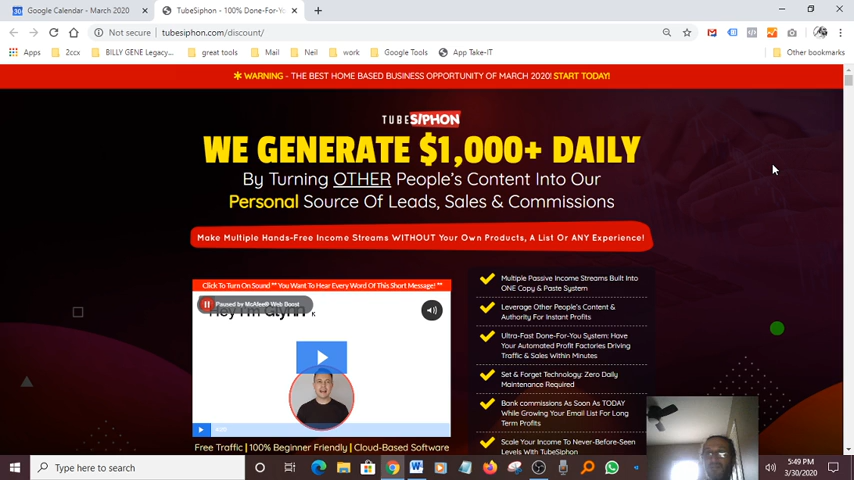 Google Calendar - March 2020
TubeSiphon - 100% Done-For-Yo
Not secure | tubesiphon.com/discount/
Apps
2ccx
BILLY GENE Legacy...
great tools
Mail
Neil
work
Google Tools
App Take-IT
Other bookmarks
WARNING - THE BEST HOME BASED BUSINESS OPPORTUNITY OF MARCH 2020! START TODAY!
TUBESIPHON
WE GENERATE $1,000+ DAILY
By Turning OTHER People's Content Into Our
Personal Source Of Leads, Sales & Commissions
Make Multiple Hands-Free Income Streams WITHOUT Your Own Products, A List Or ANY Experience!
Click To Turn On Sound ** You Want To Hear Every Word Of This Short Message! **
Paused by McAfee® Web Boost
Hey I'm Glynn K
0:00
Free Traffic | 100% Beginner Friendly | Cloud-Based Software
Multiple Passive Income Streams Built Into
ONE Copy & Paste System
Leverage Other People's Content &
Authority For Instant Profits
Ultra-Fast Done-For-You System: Have
Your Automated Profit Factories Driving
Traffic & Sales Within Minutes
Set & Forget Technology: Zero Daily
Maintenance Required
Bank commissions As Soon As TODAY
While Growing Your Email List For Long
Term Profits
Scale Your Income To Never-Before-Seen
Levels With TubeSiphon
Type here to search
5:49 PM
3/30/2020